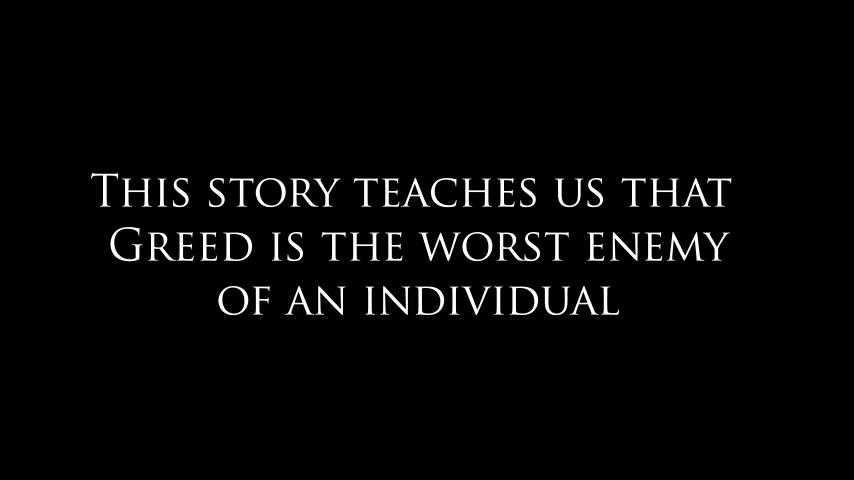 This story teaches us that
Greed is the worst enemy
of an individual